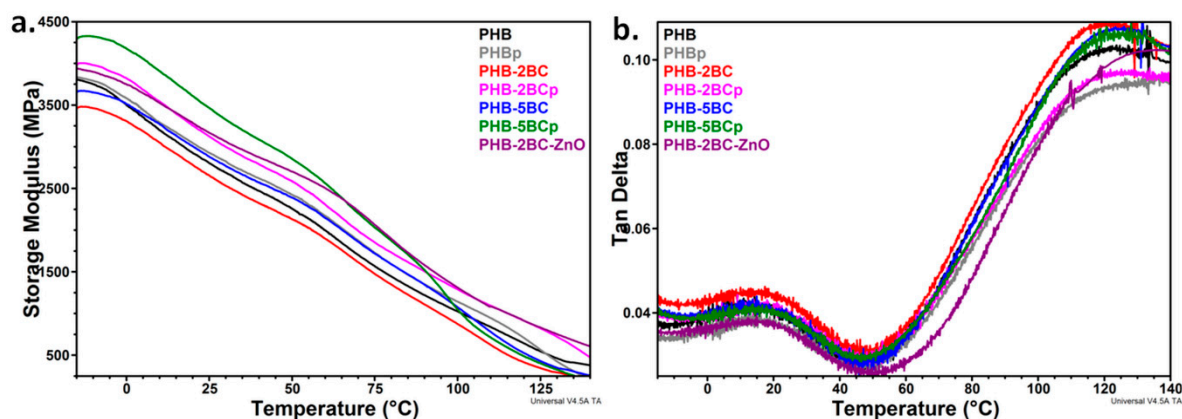 a.
Storage Modulus (MPa)
4500
3500
2500
1500
500
PHB
PHBp
PHB-2BC
PHB-2BCp
PHB-5BC
PHB-5BCp
PHB-2BC-ZnO
0 25 50 75 100 125
Temperature (°C)
Universal V4.5A TA
b.
Tan Delta
0.10
0.08
0.06
0.04
PHB
PHBp
PHB-2BC
PHB-2BCp
PHB-5BC
PHB-5BCp
PHB-2BC-ZnO
0 20 40 60 80 100 120 140
Temperature (°C)
Universal V4.5A TA